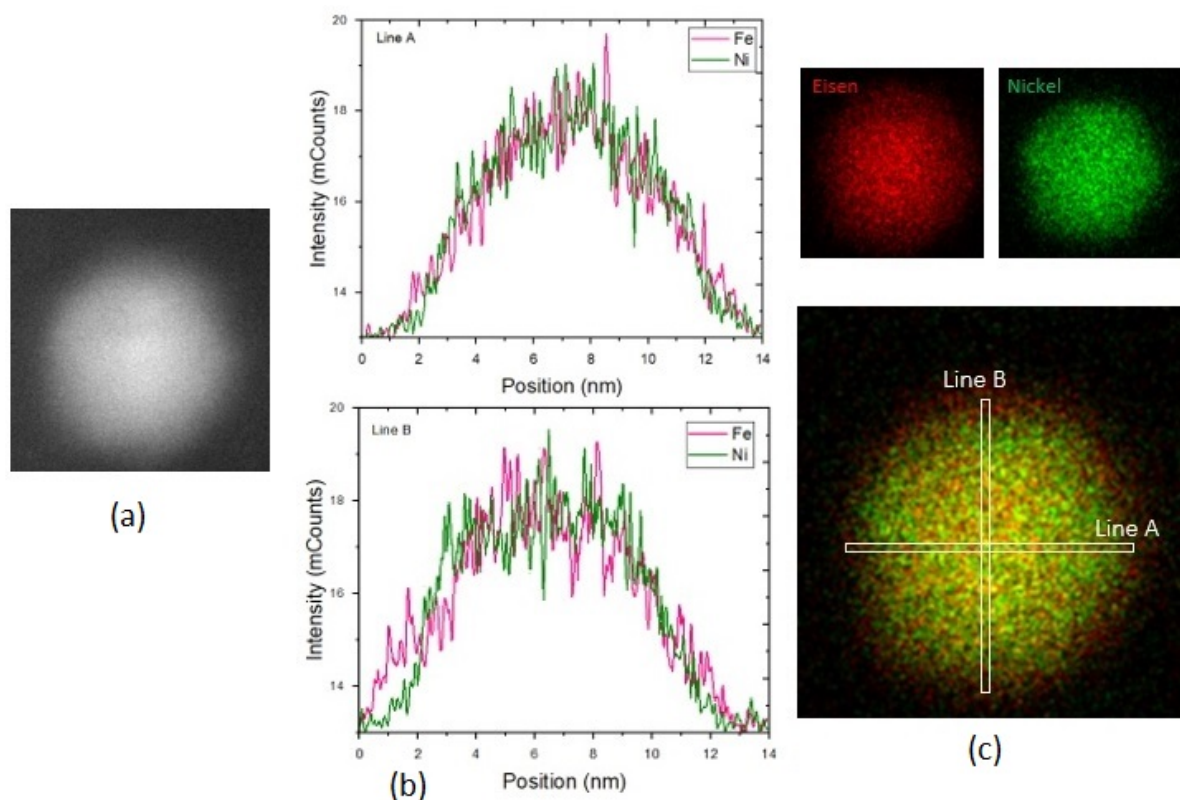 (a)
Line A
Fe
Ni
20
18
16
14
Intensity (mCounts)
0 2 4 6 8 10 12 14
Position (nm)
Line B
Fe
Ni
20
18
16
14
Intensity (mCounts)
0 2 4 6 8 10 12 14
Position (nm)
(b)
Eisen
Nickel
Line B
Line A
(c)